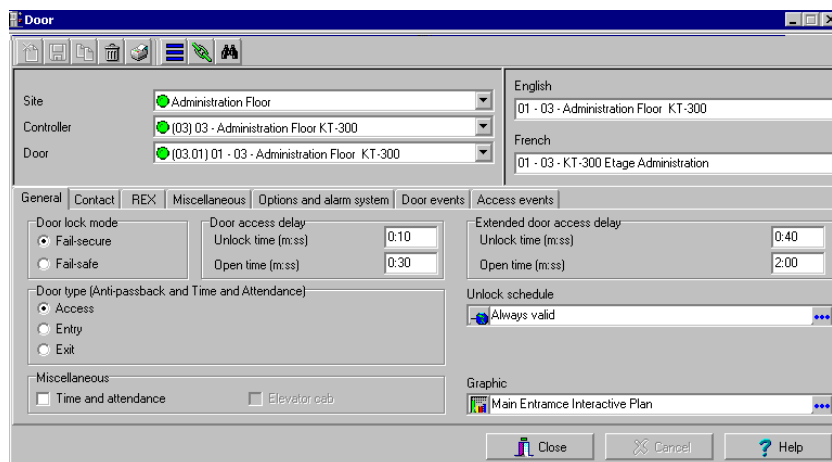 Door
English
Site Administration Floor
01 - 03 - Administration Floor KT-300
Controller (03) 03 - Administration Floor KT-300
French
Door (03.01) 01 - 03 - Administration Floor KT-300
01 - 03 - KT-300 Etage Administration
General Contact REX Miscellaneous Options and alarm system Door events Access events
Door lock mode Door access delay Extended door access delay
Fail-secure Unlock time (m:ss) 0:10 Unlock time (m:ss) 0:40
Fail-safe Open time (m:ss) 0:30 Open time (m:ss) 2:00
Door type (Anti-passback and Time and Attendance) Unlock schedule
Access Always valid
Entry
Exit
Miscellaneous Graphic
Time and attendance Elevator cab Main Entramce Interactive Plan
Close Cancel Help